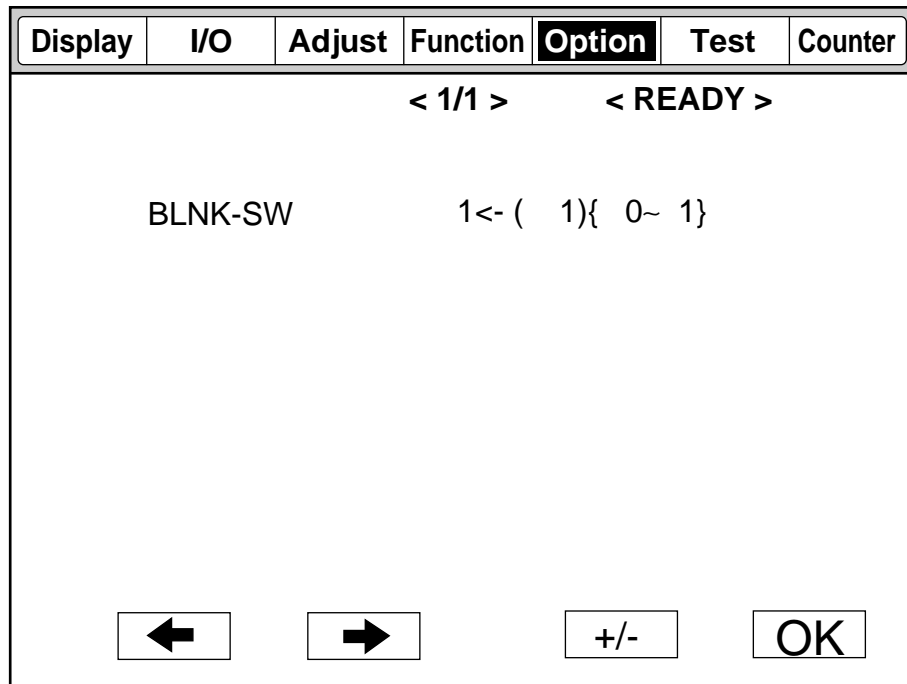 Display I/O Adjust Function Option Test Counter
< 1/1 > < READY >
BLNK-SW 1<- ( 1){ 0~ 1}
+/- OK